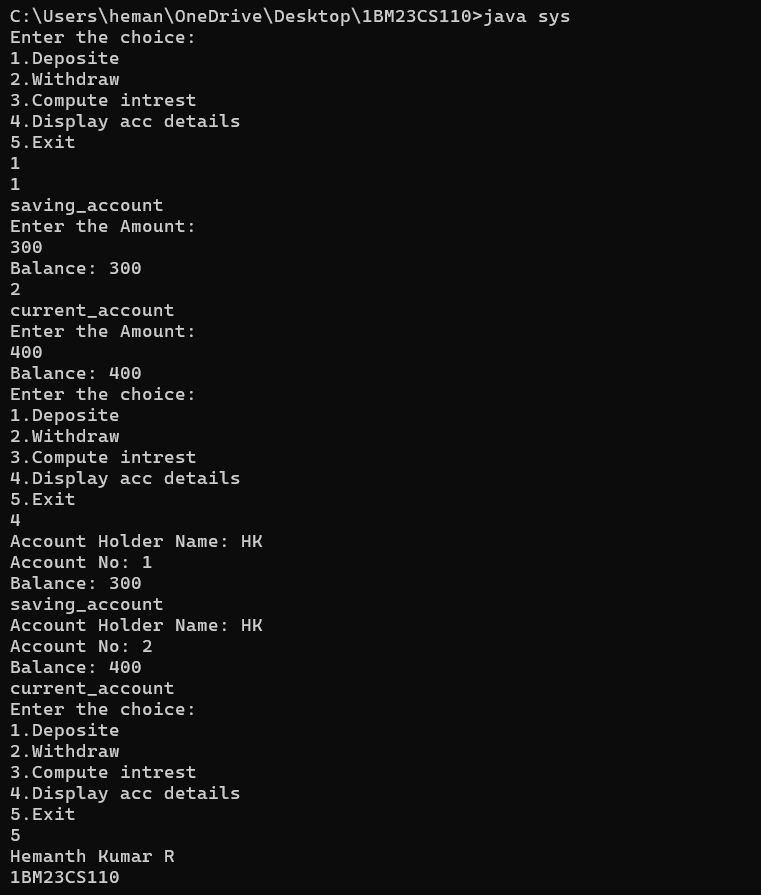 C:\Users\heman\OneDrive\Desktop\1BM23CS110>java sys
Enter the choice:
1.Deposite
2.Withdraw
3.Compute intrest
4.Display acc details
5.Exit
1
1
saving_account
Enter the Amount:
300
Balance: 300
2
current_account
Enter the Amount:
400
Balance: 400
Enter the choice:
1.Deposite
2.Withdraw
3.Compute intrest
4.Display acc details
5.Exit
4
Account Holder Name: HK
Account No: 1
Balance: 300
saving_account
Account Holder Name: HK
Account No: 2
Balance: 400
current_account
Enter the choice:
1.Deposite
2.Withdraw
3.Compute intrest
4.Display acc details
5.Exit
5
Hemanth Kumar R
1BM23CS110